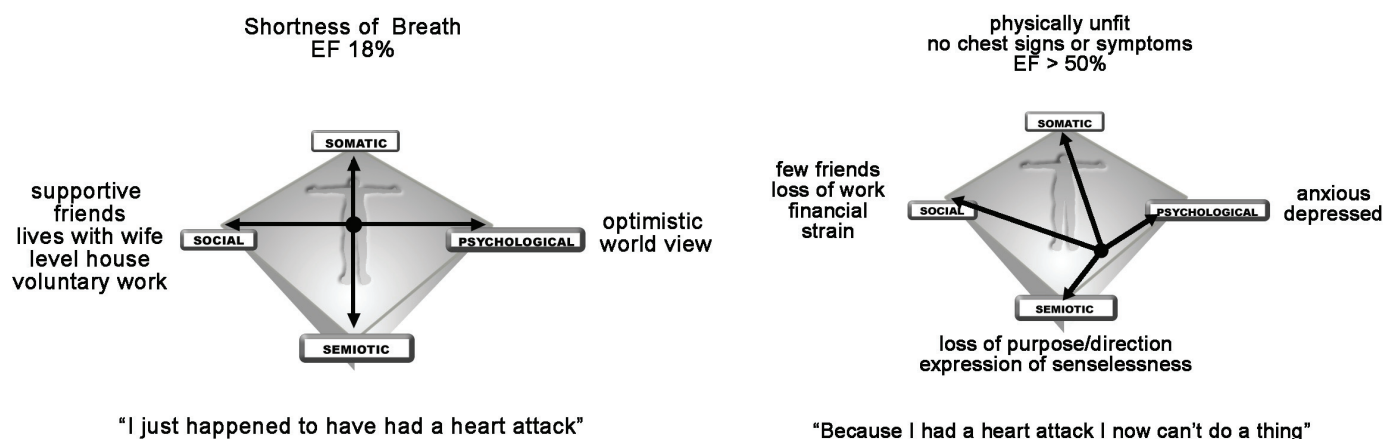 Shortness of Breath
EF 18%
SOMATIC
supportive
friends
lives with wife
level house
voluntary work
SOCIAL
PSYCHOLOGICAL
optimistic
world view
SEMIOTIC
“I just happened to have had a heart attack”
physically unfit
no chest signs or symptoms
EF > 50%
SOMATIC
few friends
loss of work
financial
strain
SOCIAL
PSYCHOLOGICAL
anxious
depressed
SEMIOTIC
loss of purpose/direction
expression of senselessness
“Because I had a heart attack I now can’t do a thing”